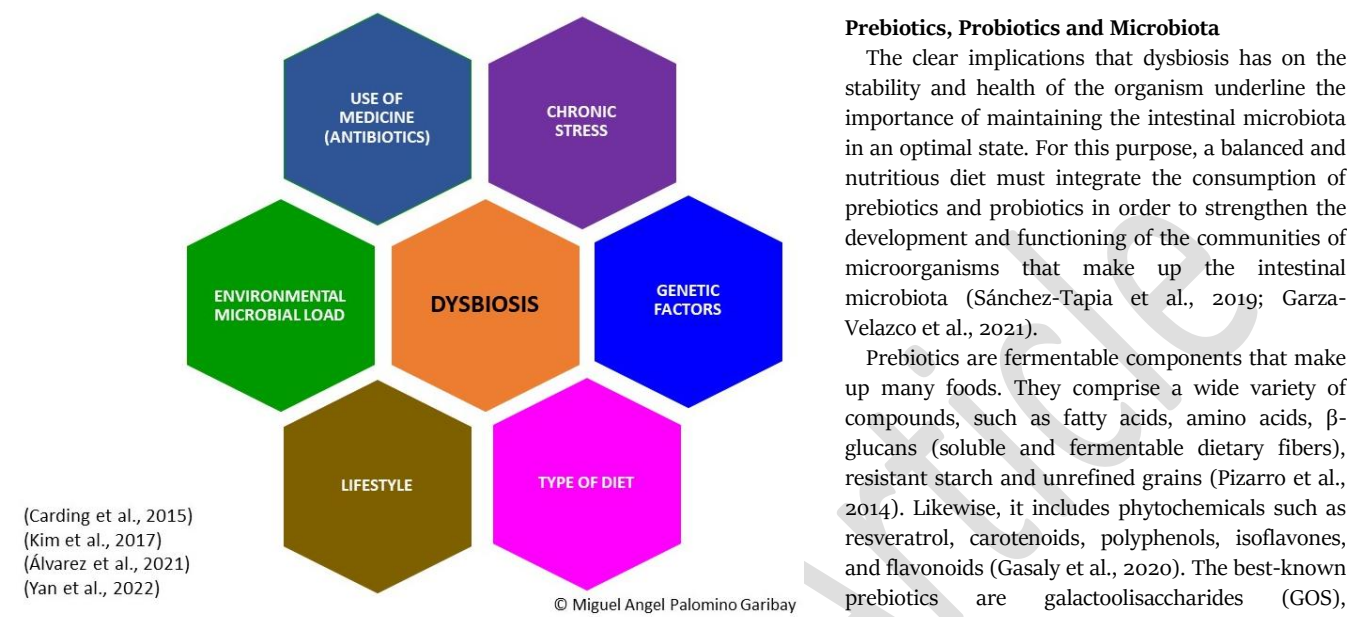 USE OF
MEDICINE
(ANTIBIOTICS)
CHRONIC
STRESS
ENVIRONMENTAL
MICROBIAL LOAD
DYSBIOSIS
GENETIC
FACTORS
LIFESTYLE
TYPE OF DIET
(Carding et al., 2015)
(Kim et al., 2017)
(Álvarez et al., 2021)
(Yan et al., 2022)
© Miguel Angel Palomino Garibay
Prebiotics, Probiotics and Microbiota
The clear implications that dysbiosis has on the
stability and health of the organism underline the
importance of maintaining the intestinal microbiota
in an optimal state. For this purpose, a balanced and
nutritious diet must integrate the consumption of
prebiotics and probiotics in order to strengthen the
development and functioning of the communities of
microorganisms that make up the intestinal
microbiota (Sánchez-Tapia et al., 2019; Garza-
Velazco et al., 2021).
Prebiotics are fermentable components that make
up many foods. They comprise a wide variety of
compounds, such as fatty acids, amino acids, β-
glucans (soluble and fermentable dietary fibers),
resistant starch and unrefined grains (Pizarro et al.,
2014). Likewise, it includes phytochemicals such as
resveratrol, carotenoids, polyphenols, isoflavones,
and flavonoids (Gasaly et al., 2020). The best-known
prebiotics are galactoolisaccharides (GOS),